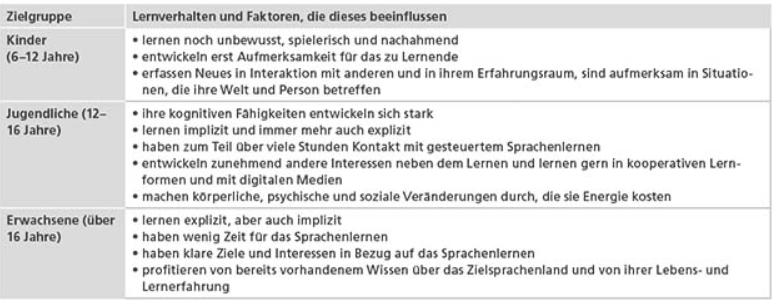 Zielgruppe
Lernverhalten und Faktoren, die dieses beeinflussen
Kinder
(6–12 Jahre)
• lernen noch unbewusst, spielerisch und nachahmend
• entwickeln erst Aufmerksamkeit für das zu Lernende
• erfassen Neues in Interaktion mit anderen und in ihrem Erfahrungsraum, sind aufmerksam in Situatio-
nen, die ihre Welt und Person betreffen
Jugendliche (12–
16 Jahre)
• ihre kognitiven Fähigkeiten entwickeln sich stark
• lernen implizit und immer mehr auch explizit
• haben zum Teil über viele Stunden Kontakt mit gesteuertem Sprachenlernen
• entwickeln zunehmend andere Interessen neben dem Lernen und lernen gern in kooperativen Lern-
formen und mit digitalen Medien
• machen körperliche, psychische und soziale Veränderungen durch, die sie Energie kosten
Erwachsene (über
16 Jahre)
• lernen explizit, aber auch implizit
• haben wenig Zeit für das Sprachenlernen
• haben klare Ziele und Interessen in Bezug auf das Sprachenlernen
• profitieren von bereits vorhandenem Wissen über das Zielsprachenland und von ihrer Lebens- und
Lernerfahrung